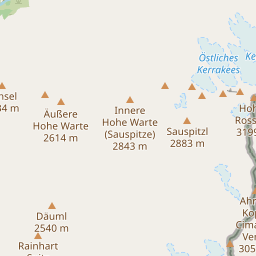 Östliches
Kerrakees
Äußere
Hohe Warte
2614 m
Innere
Hohe Warte
(Sauspitze)
2843 m
Sauspitzl
2883 m
Däuml
2540 m
Rainhart